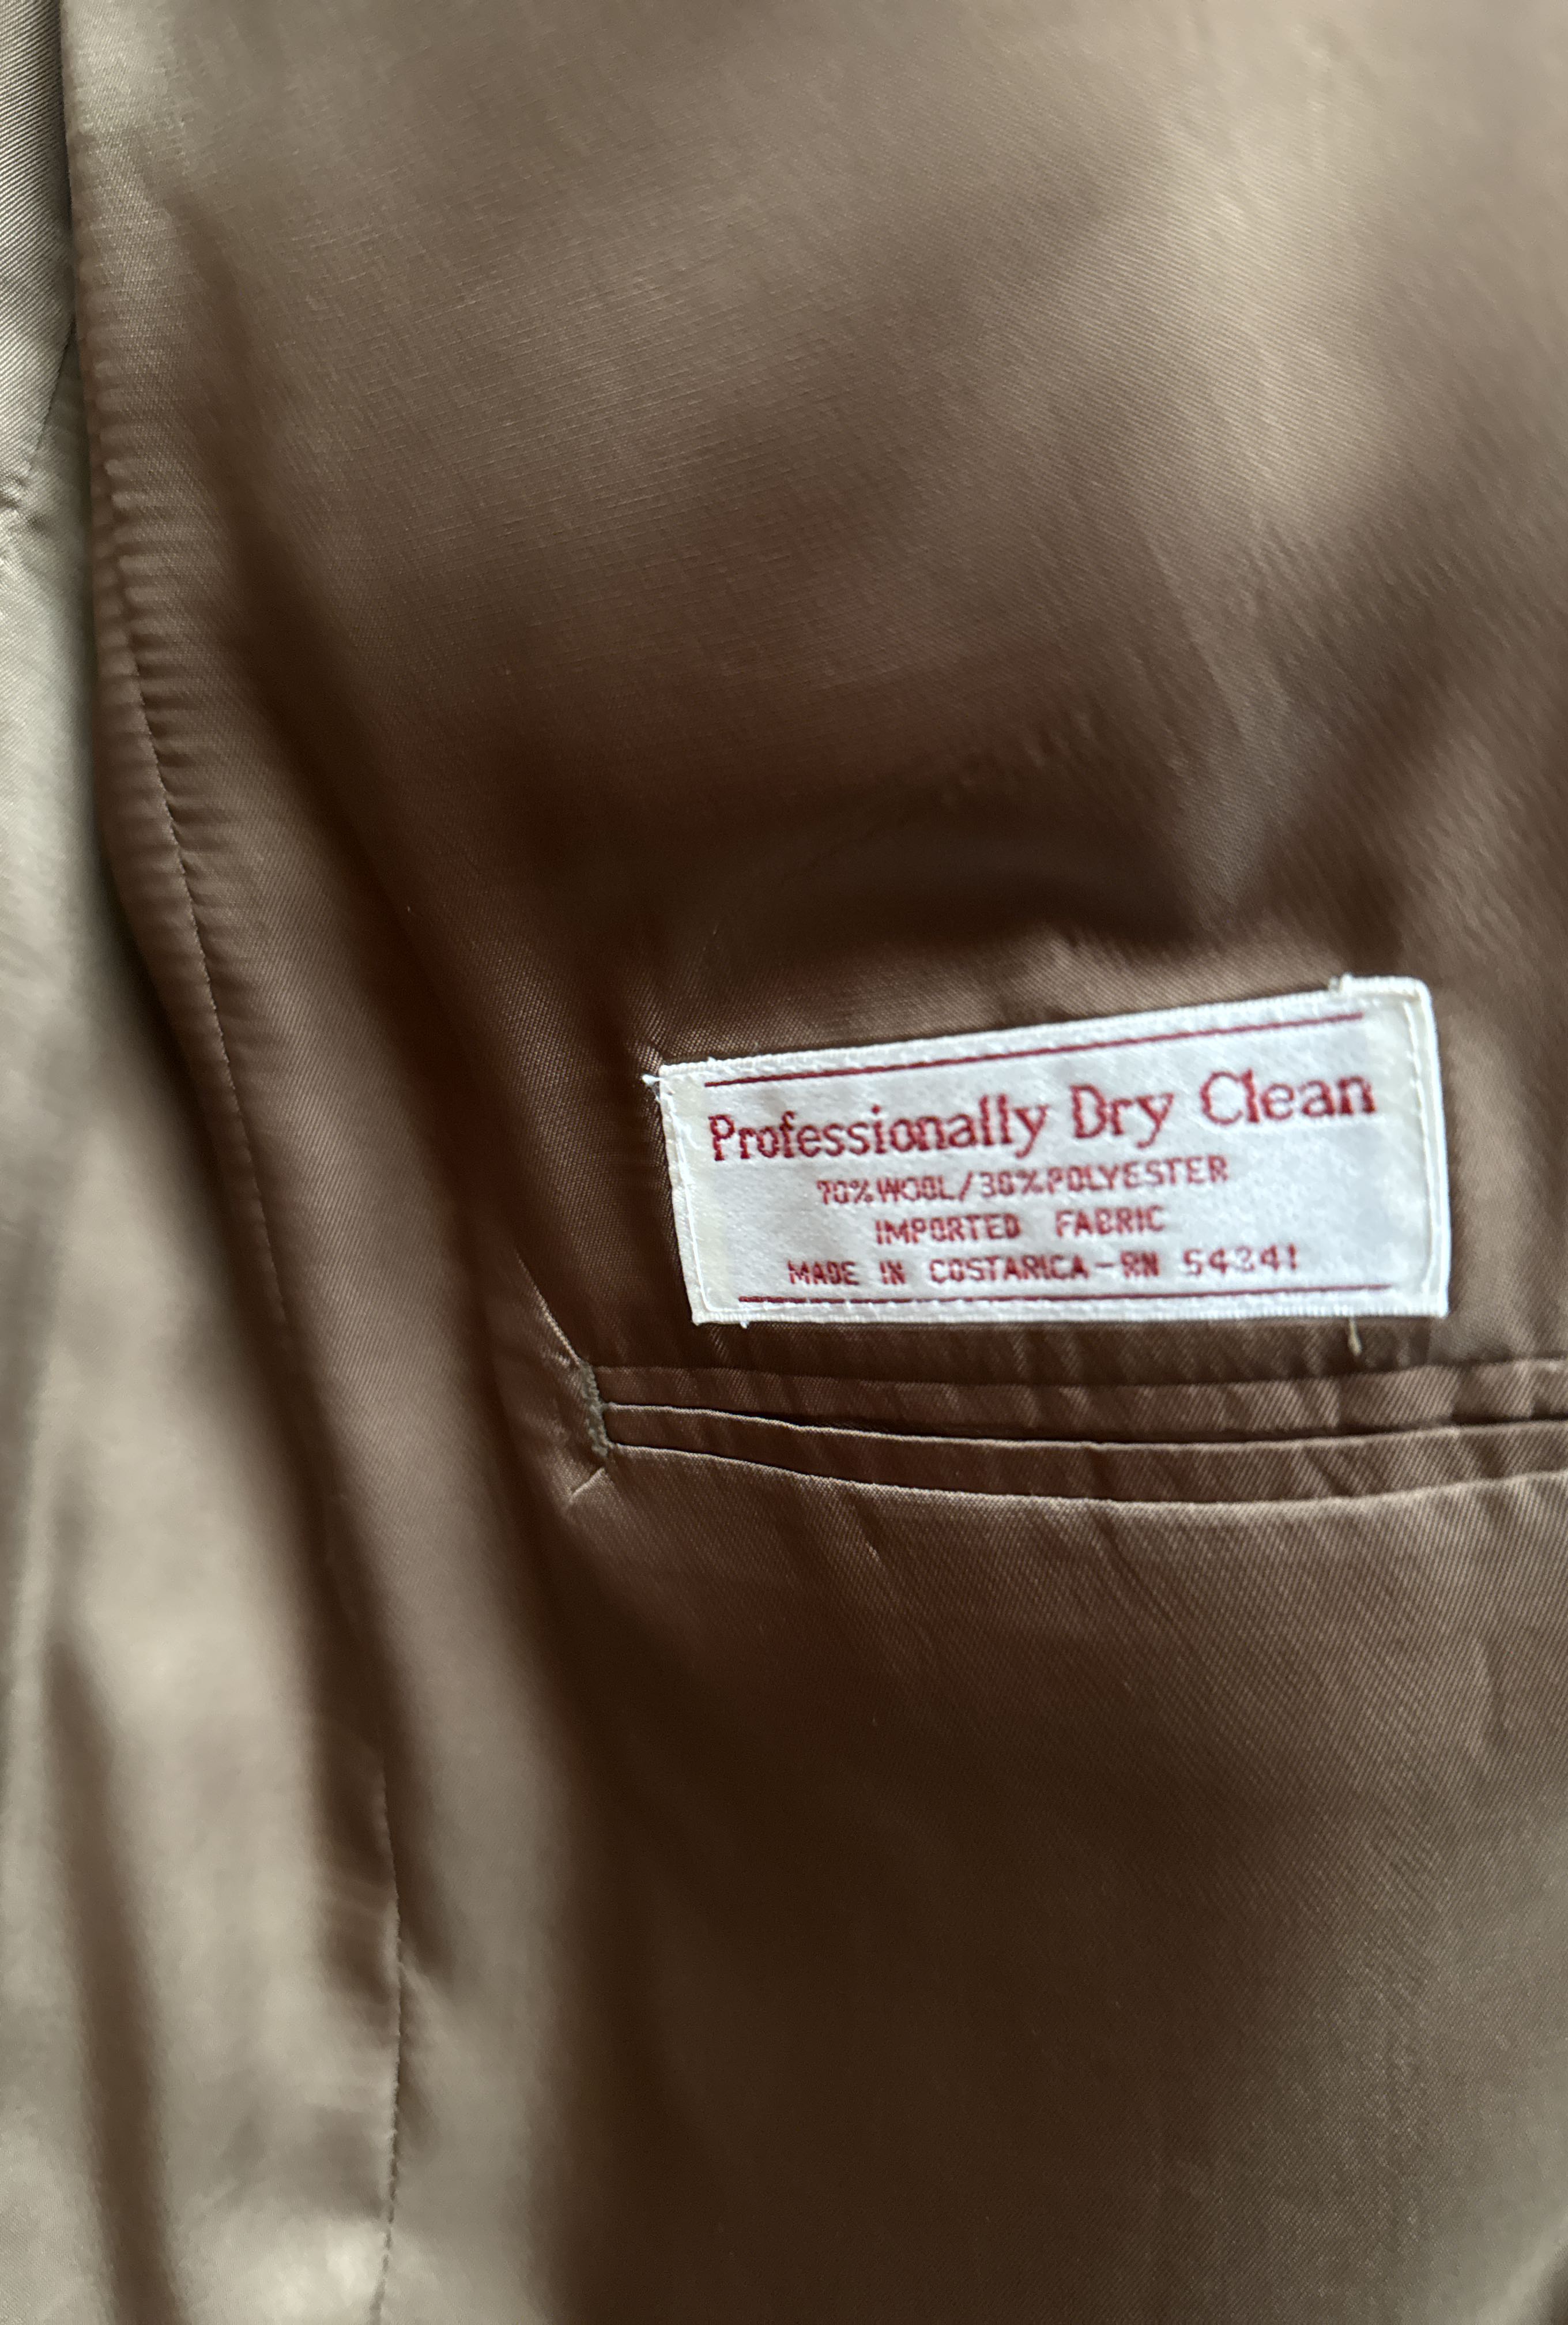 Professionally Dry Clean
70%WOOL/30%POLYESTER
IMPORTED FABRIC
MADE IN COSTARICA-RN 54341